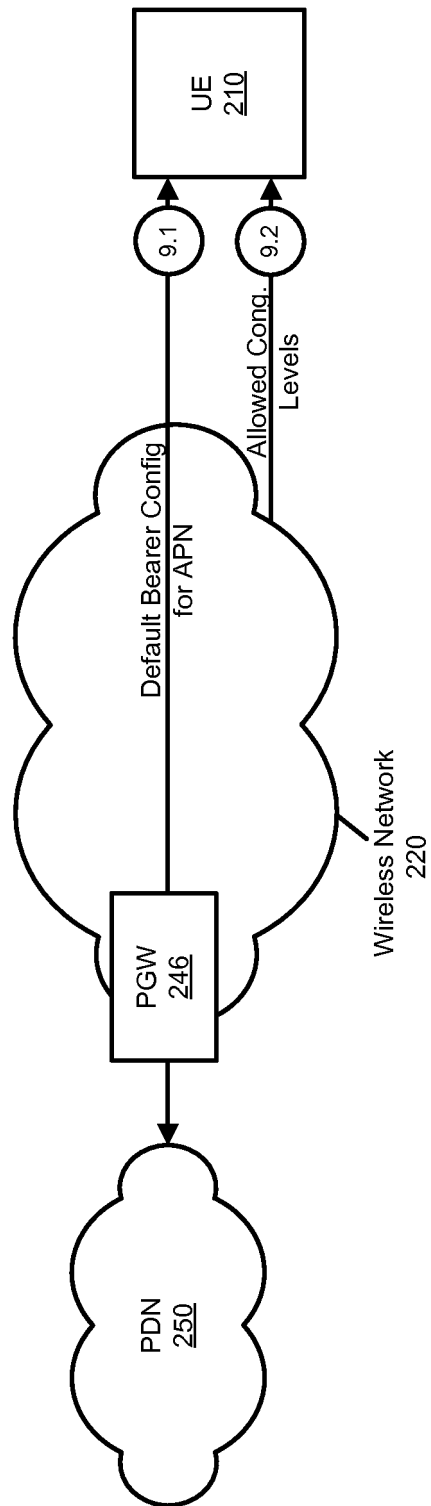 PDN
250
PGW
246
Wireless Network
220
Default Bearer Config
for APN
Allowed Cong.
Levels
9.1
9.2
UE
210